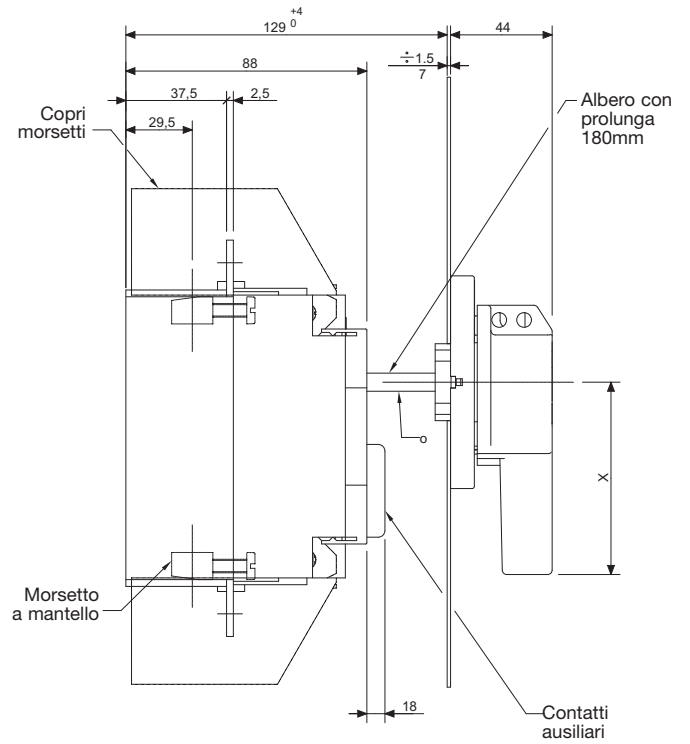 129 +4 0
44
88
÷1.5
7
37,5
2,5
Copri
morsetti
29,5
Albero con
prolunga
180mm
o
X
Morsetto
a mantello
18
Contatti
ausiliari